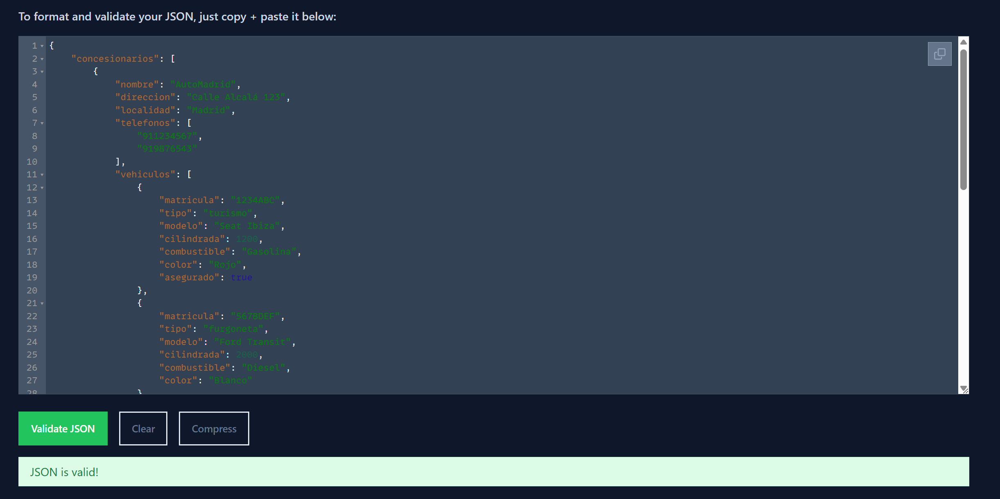 To format and validate your JSON, just copy + paste it below:
1 {
2     "concesionarios": [
3         {
4             "nombre": "AutoMadrid",
5             "direccion": "Calle Alcalá 123",
6             "localidad": "Madrid",
7             "telefonos": [
8                 "911234567",
9                 "919876543"
10             ],
11             "vehiculos": [
12                 {
13                     "matricula": "1234ABC",
14                     "tipo": "turismo",
15                     "modelo": "Seat Ibiza",
16                     "cilindrada": 1200,
17                     "combustible": "Gasolina",
18                     "color": "Rojo",
19                     "asegurado": true
20                 },
21                 {
22                     "matricula": "5678DEF",
23                     "tipo": "furgoneta",
24                     "modelo": "Ford Transit",
25                     "cilindrada": 2000,
26                     "combustible": "Diesel",
27                     "color": "Blanco"
28                 }
Validate JSON Clear Compress
JSON is valid!